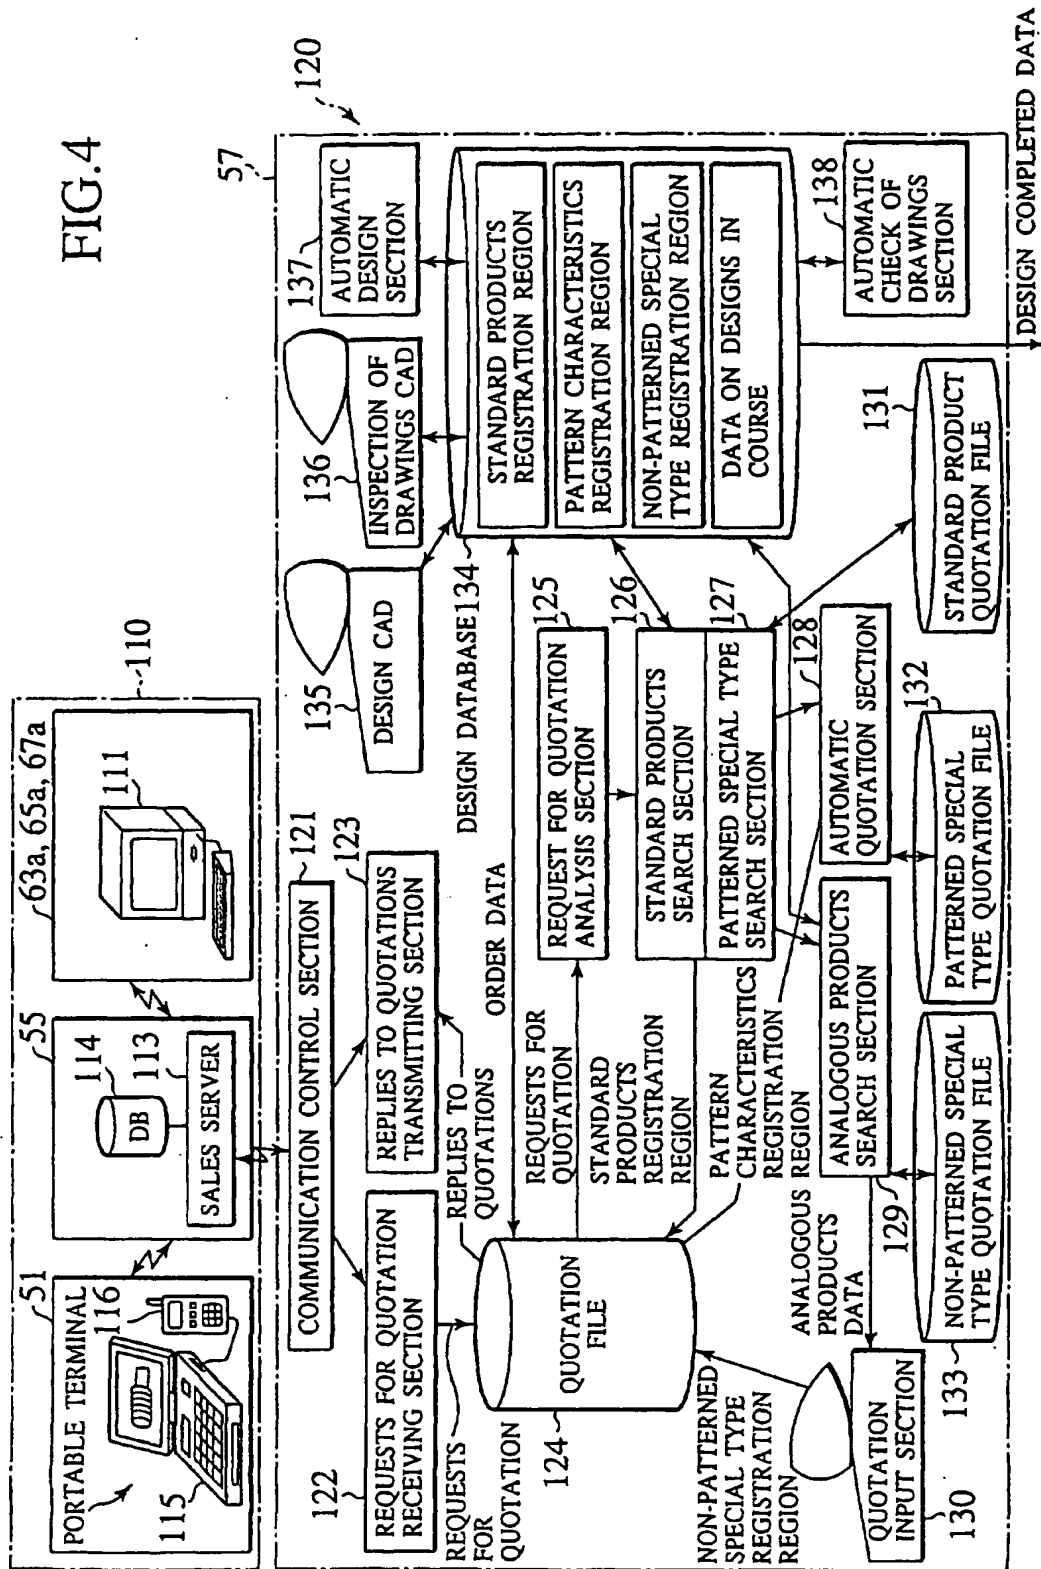 FIG.4
110
51
PORTABLE TERMINAL
116
115
55
114
DB
113
SALES SERVER
63a, 65a, 67a
111
57
120
121
COMMUNICATION CONTROL SECTION
122
REQUESTS FOR QUOTATION
RECEIVING SECTION
123
REPLIES TO QUOTATIONS
TRANSMITTING SECTION
REQUESTS
FOR
QUOTATION
REPLIES TO
QUOTATIONS
124
QUOTATION
FILE
ORDER DATA
REQUESTS FOR
QUOTATION
STANDARD
PRODUCTS
REGISTRATION
REGION
PATTERN
CHARACTERISTICS
REGISTRATION
REGION
NON-PATTERNED
SPECIAL TYPE
REGISTRATION
REGION
ANALOGOUS
PRODUCTS
DATA
125
REQUEST FOR QUOTATION
ANALYSIS SECTION
126
STANDARD PRODUCTS
SEARCH SECTION
127
PATTERNED SPECIAL TYPE
SEARCH SECTION
128
AUTOMATIC
QUOTATION SECTION
129
ANALOGOUS PRODUCTS
SEARCH SECTION
130
QUOTATION
INPUT SECTION
133
NON-PATTERNED SPECIAL
TYPE QUOTATION FILE
132
PATTERNED SPECIAL
TYPE QUOTATION FILE
131
STANDARD PRODUCT
QUOTATION FILE
135
DESIGN CAD
136
INSPECTION OF
DRAWINGS CAD
137
AUTOMATIC
DESIGN
SECTION
DESIGN DATABASE134
STANDARD PRODUCTS
REGISTRATION REGION
PATTERN CHARACTERISTICS
REGISTRATION REGION
NON-PATTERNED SPECIAL
TYPE REGISTRATION REGION
DATA ON DESIGNS IN
COURSE
138
AUTOMATIC
CHECK OF
DRAWINGS
SECTION
DESIGN COMPLETED DATA